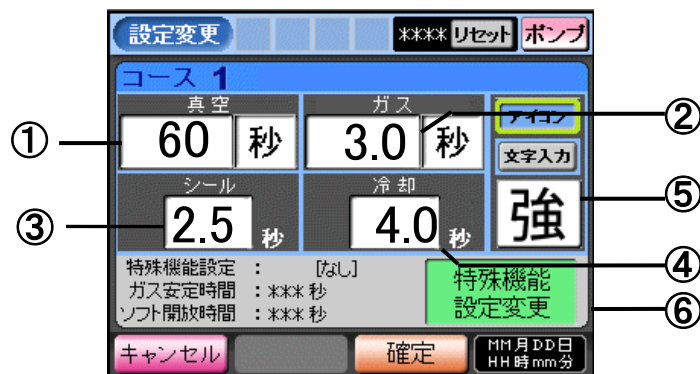 設定変更 **** リセット ポンプ
コース 1
真空 ガス アイコン
① 60 秒 3.0 秒 ②
文字入力
シール 冷却
③ 2.5 秒 4.0 秒 強 ⑤
④
特殊機能設定 : [なし] 特殊機能
ガス安定時間 : *** 秒 設定変更
ソフト開放時間 : *** 秒 ⑥
キャンセル 確定 MM月DD日
HH時mm分